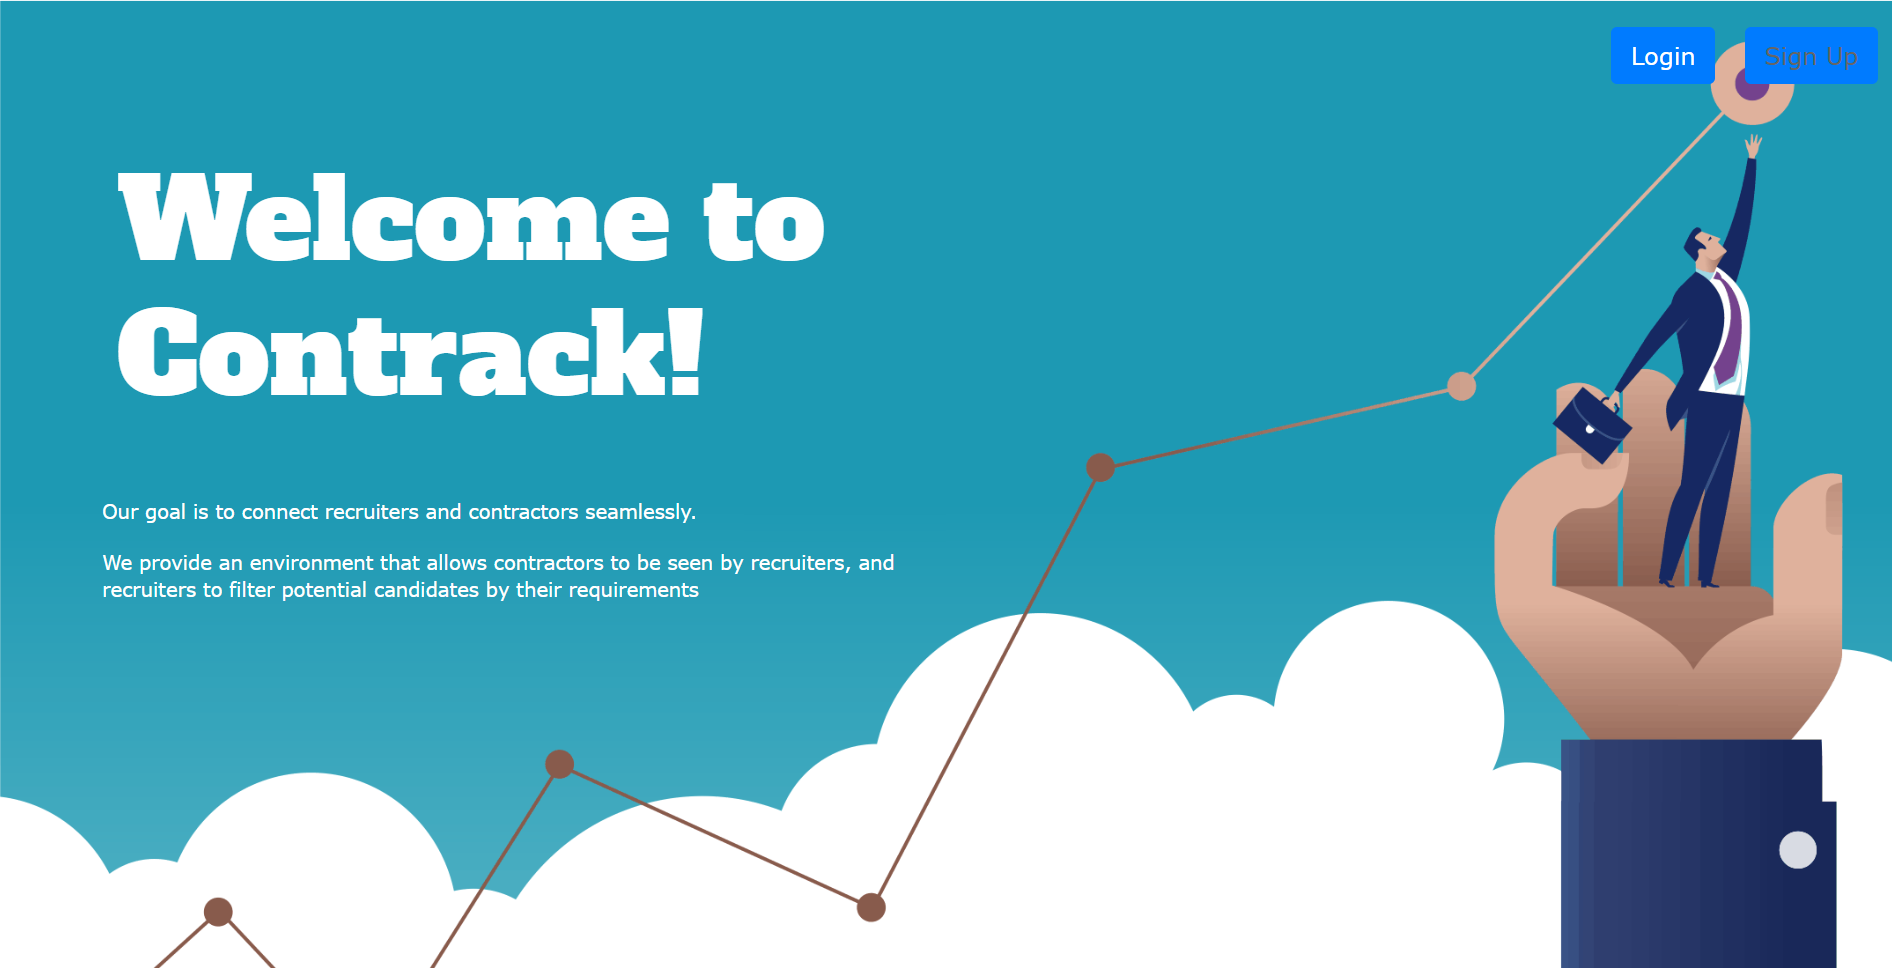 Login
Sign Up
Welcome to
Contrack!
Our goal is to connect recruiters and contractors seamlessly.
We provide an environment that allows contractors to be seen by recruiters, and
recruiters to filter potential candidates by their requirements